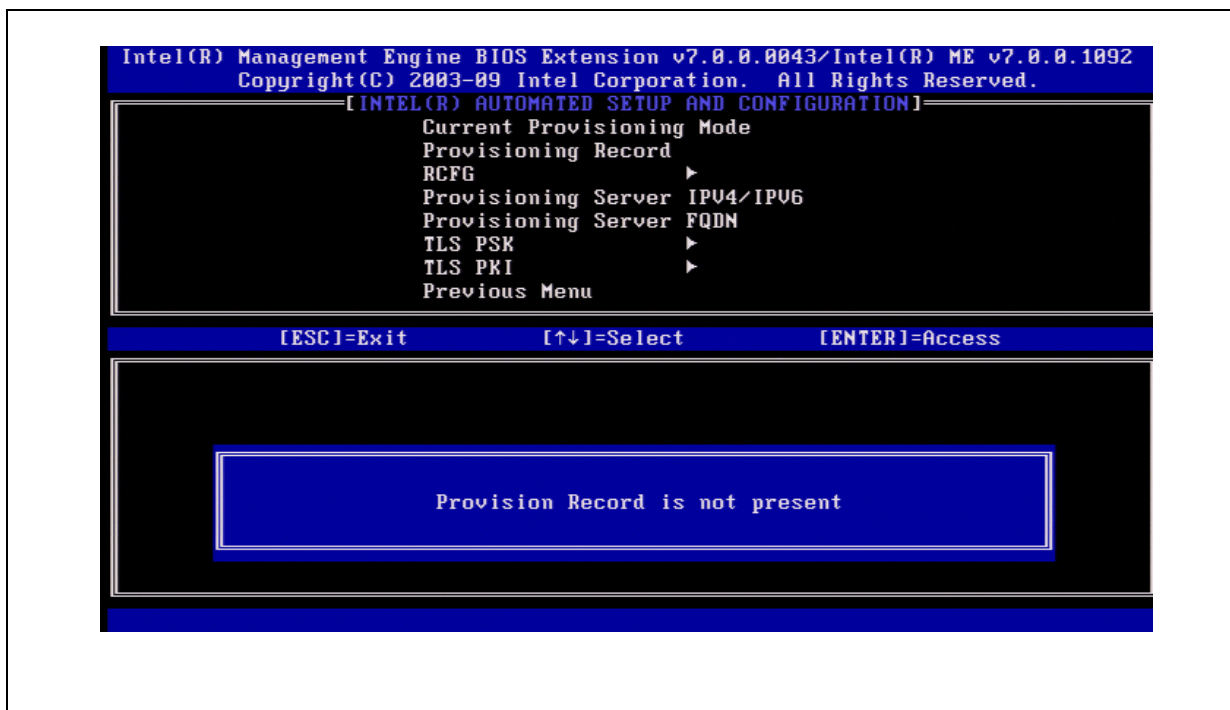 Intel(R) Management Engine BIOS Extension v7.0.0.0043/Intel(R) ME v7.0.0.1092
Copyright(C) 2003-09 Intel Corporation. All Rights Reserved.
[INTEL(R) AUTOMATED SETUP AND CONFIGURATION]
Current Provisioning Mode
Provisioning Record
RCFG ►
Provisioning Server IPV4/IPV6
Provisioning Server FQDN
TLS PSK ►
TLS PKI ►
Previous Menu
[ESC]=Exit [↑↓]=Select [ENTER]=Access
Provision Record is not present